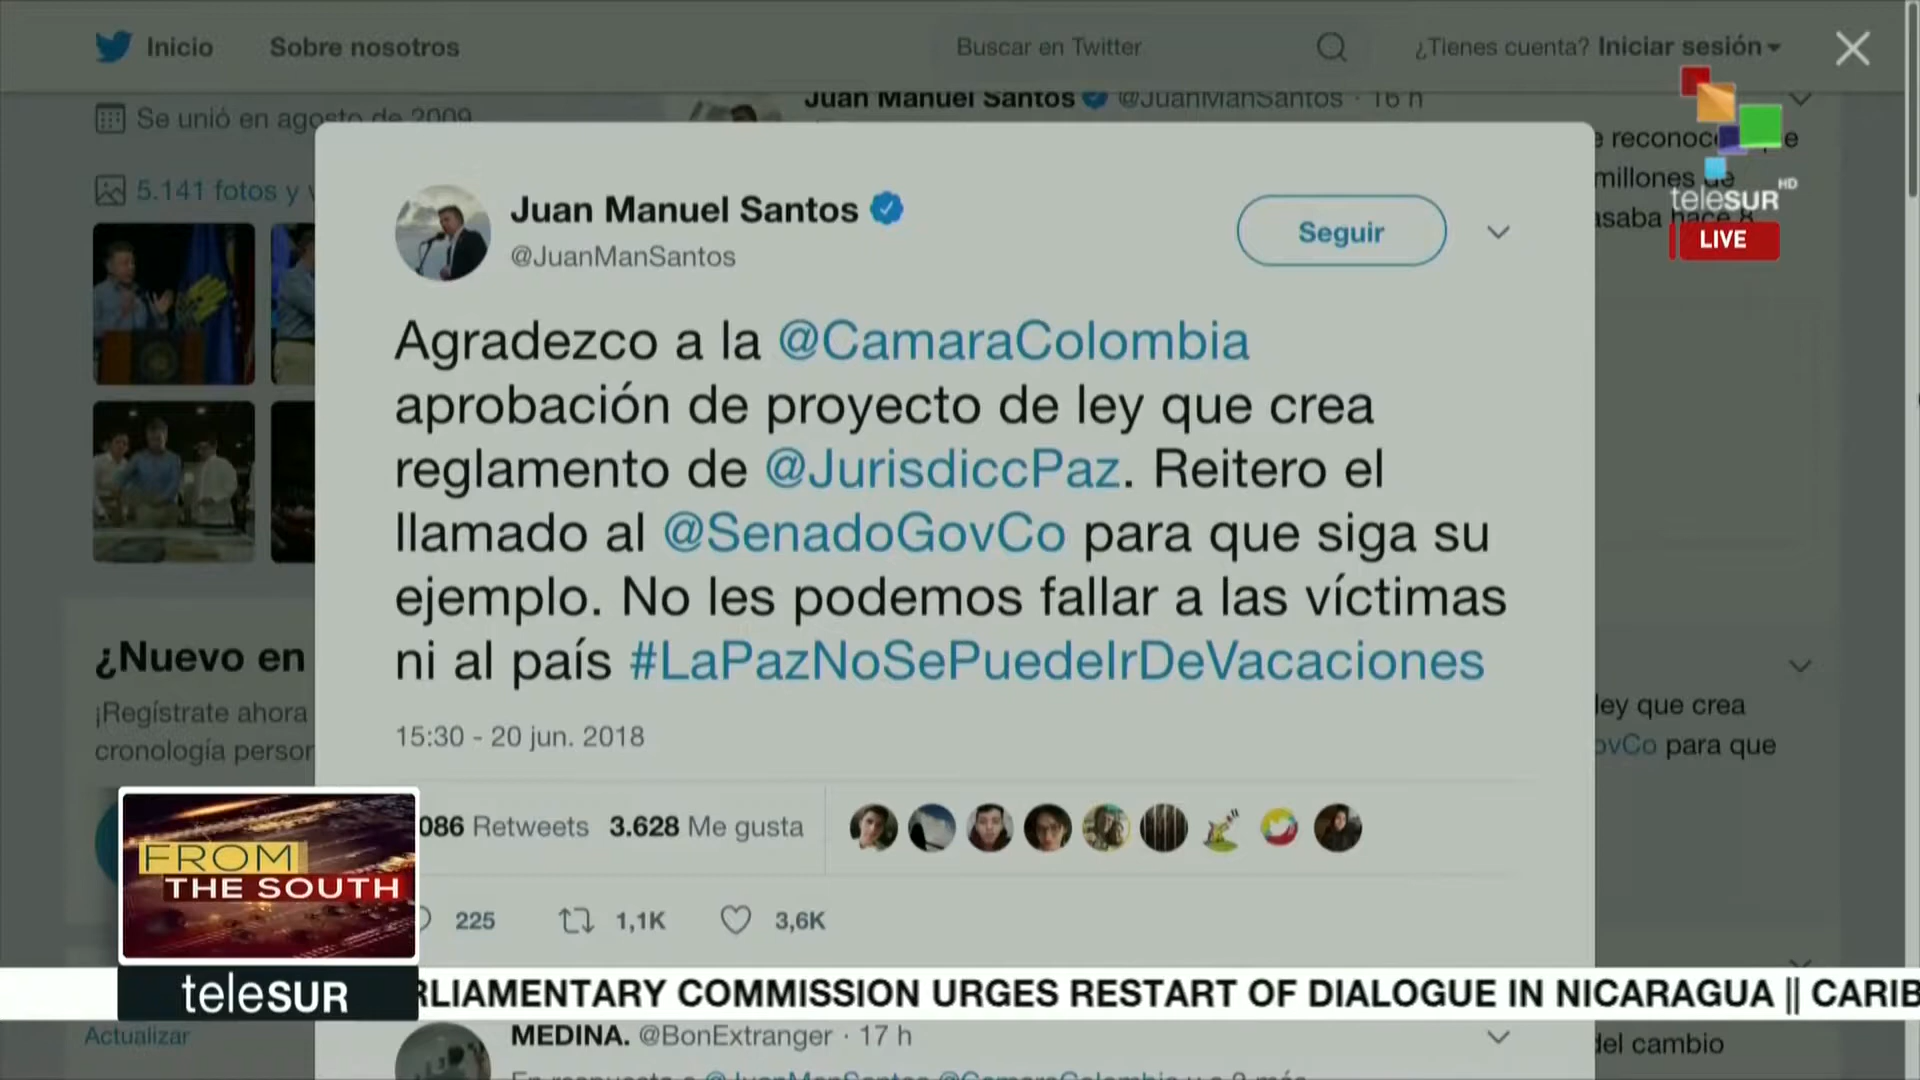 Inicio
Sobre nosotros
Buscar en Twitter
¿Tienes cuenta? Iniciar sesión
Se unió en agosto de 2009
Juan Manuel Santos @JuanManSantos · 16 h
5.141 fotos y
reconoc
millones de
asaba hace 8
teleSUR HD
LIVE
Juan Manuel Santos
@JuanManSantos
Seguir
Agradezco a la @CamaraColombia
aprobación de proyecto de ley que crea
reglamento de @JurisdiccPaz. Reitero el
llamado al @SenadoGovCo para que siga su
ejemplo. No les podemos fallar a las víctimas
ni al país #LaPazNoSePuedeIrDeVacaciones
15:30 - 20 jun. 2018
¿Nuevo en
¡Regístrate ahora
cronología person
ley que crea
ovCo para que
086 Retweets 3.628 Me gusta
225 1,1K 3,6K
FROM
THE SOUTH
teleSUR
RLIAMENTARY COMMISSION URGES RESTART OF DIALOGUE IN NICARAGUA || CARIB
Actualizar
MEDINA. @BonExtranger · 17 h
del cambio
En respuesta a @JuanManSantos @CamaraColombia y a 2 más